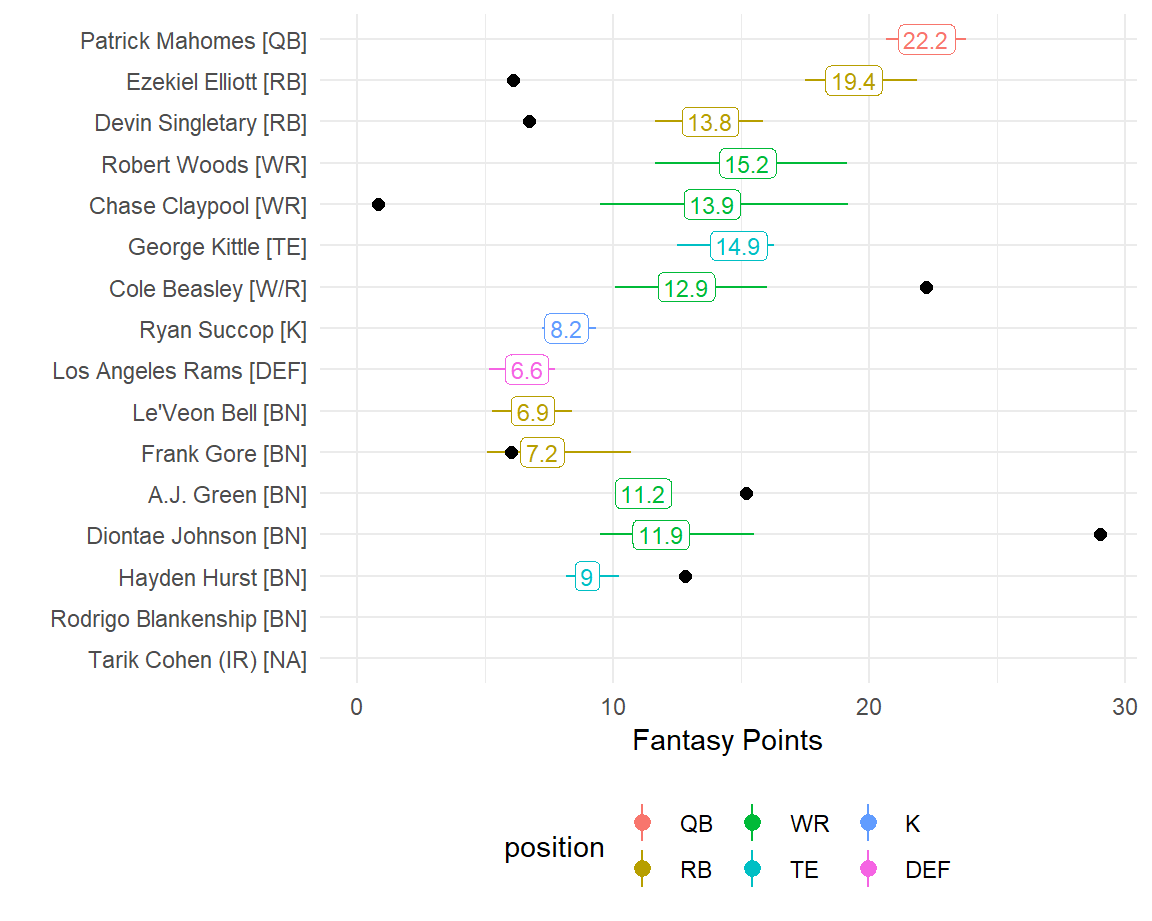 Patrick Mahomes [QB] 22.2
Ezekiel Elliott [RB] 19.4
Devin Singletary [RB] 13.8
Robert Woods [WR] 15.2
Chase Claypool [WR] 13.9
George Kittle [TE] 14.9
Cole Beasley [W/R] 12.9
Ryan Succop [K] 8.2
Los Angeles Rams [DEF] 6.6
Le'Veon Bell [BN] 6.9
Frank Gore [BN] 7.2
A.J. Green [BN] 11.2
Diontae Johnson [BN] 11.9
Hayden Hurst [BN] 9
Rodrigo Blankenship [BN]
Tarik Cohen (IR) [NA]
0 10 20 30
Fantasy Points
position
QB WR K
RB TE DEF